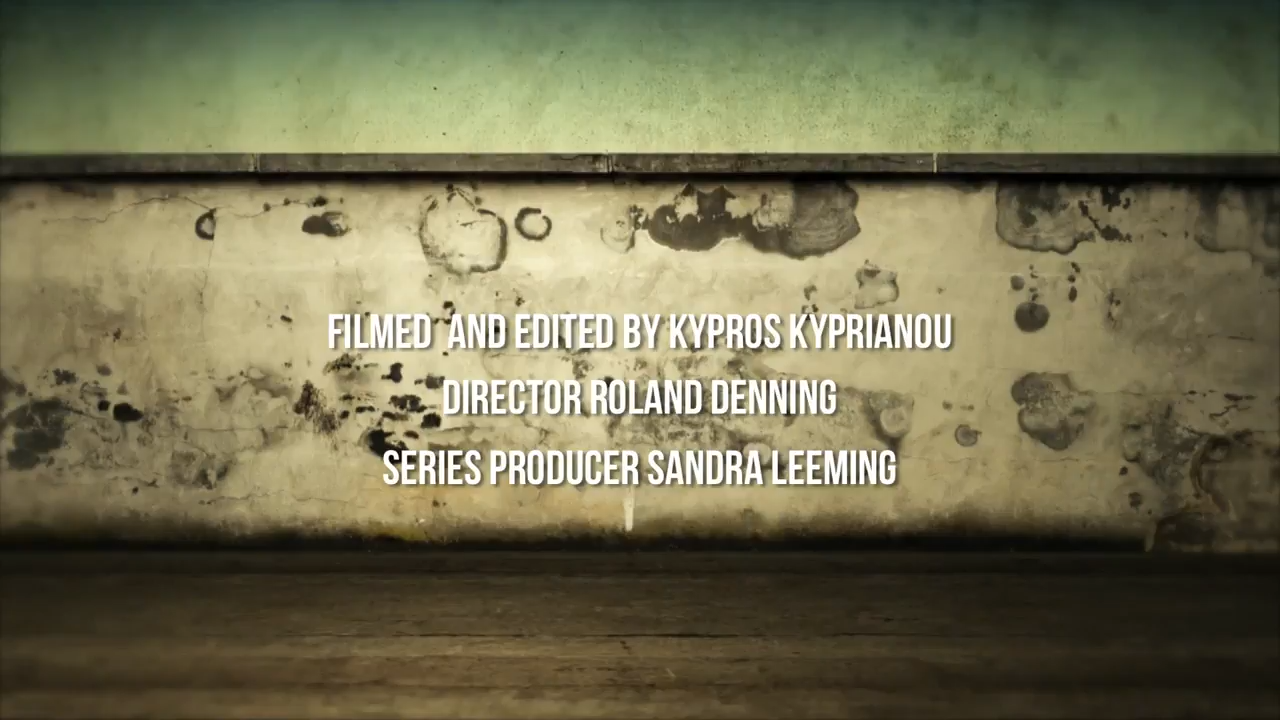 FILMED  AND EDITED BY KYPROS KYPRIANOU
DIRECTOR ROLAND DENNING
SERIES PRODUCER SANDRA LEEMING